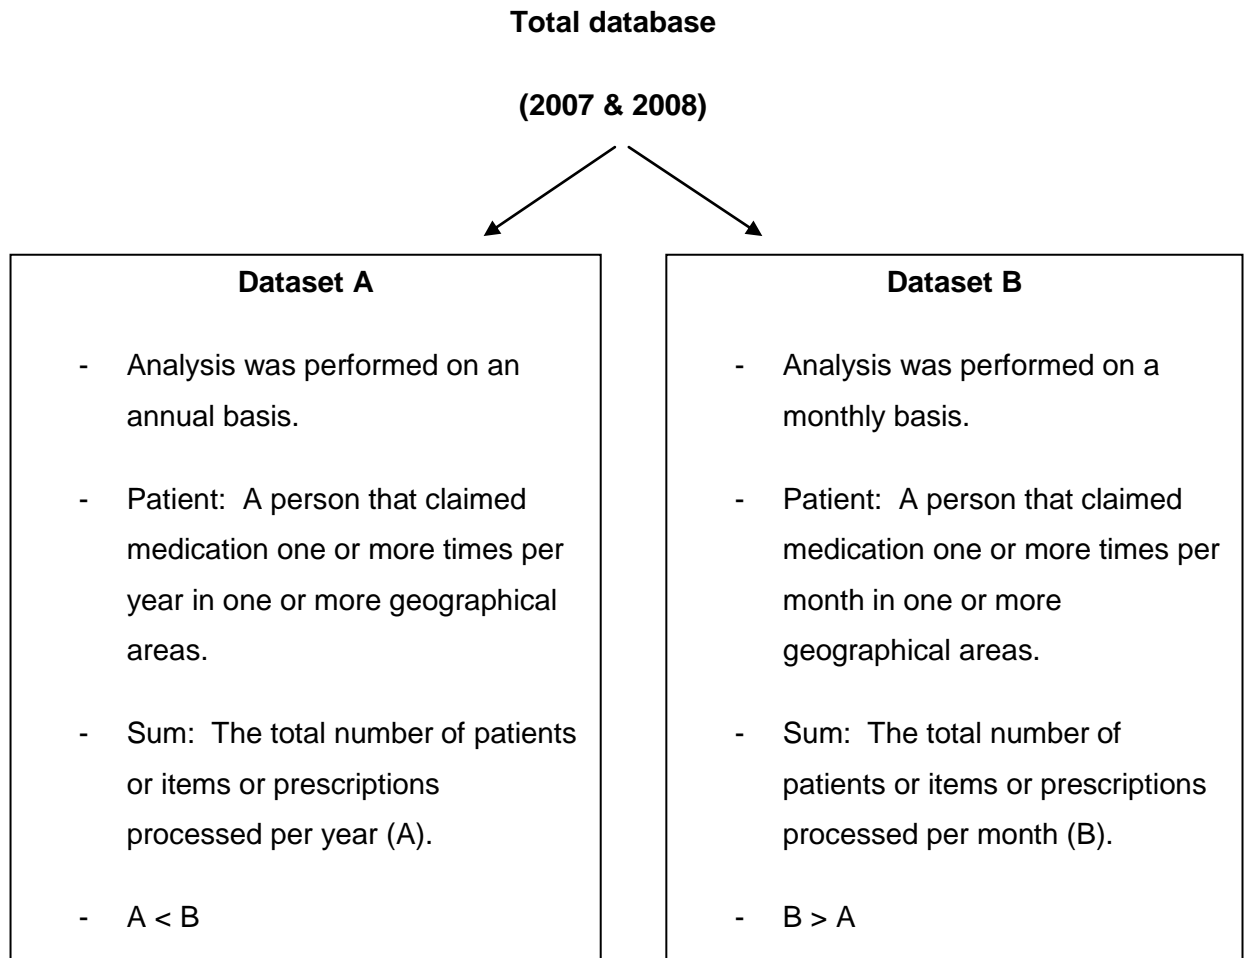 Total database
(2007 & 2008)
Dataset A
- Analysis was performed on an
annual basis.
- Patient: A person that claimed
medication one or more times per
year in one or more geographical
areas.
- Sum: The total number of patients
or items or prescriptions
processed per year (A).
- A < B
Dataset B
- Analysis was performed on a
monthly basis.
- Patient: A person that claimed
medication one or more times per
month in one or more
geographical areas.
- Sum: The total number of
patients or items or prescriptions
processed per month (B).
- B > A